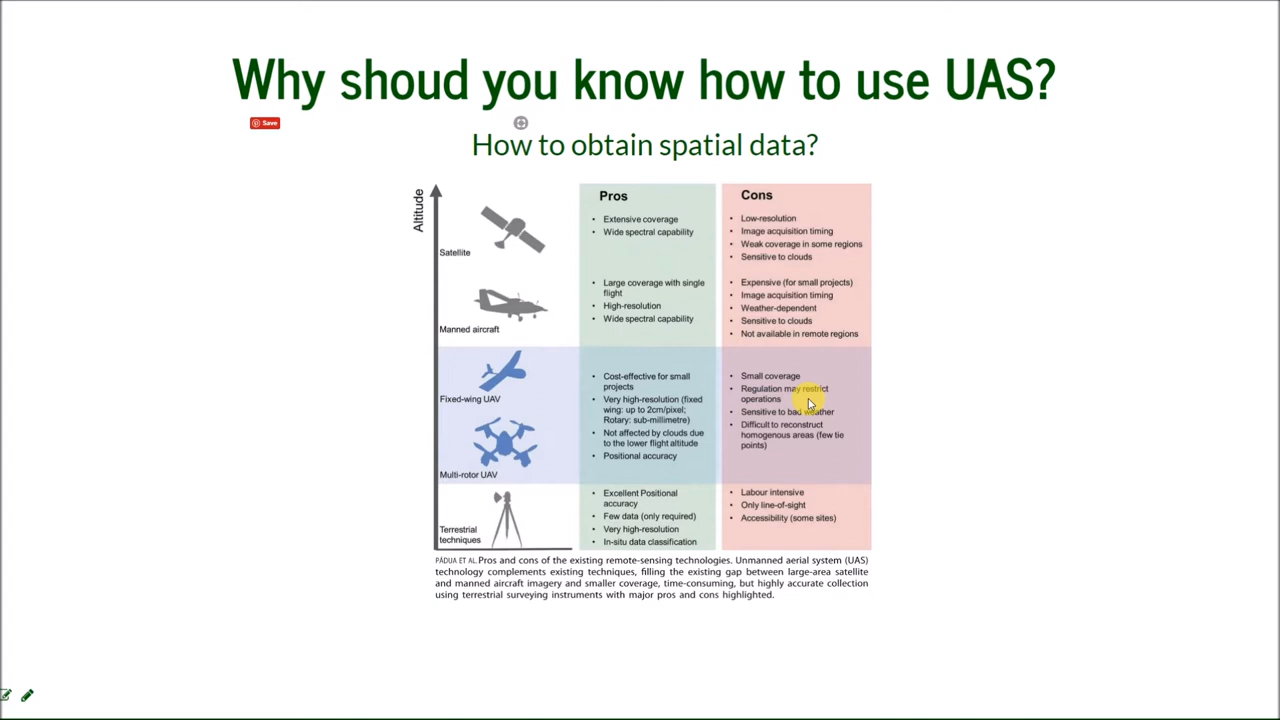 Why shoud you know how to use UAS?
Save
How to obtain spatial data?
Altitude
Pros
Cons
Satellite
• Extensive coverage
• Wide spectral capability
• Low-resolution
• Image acquisition timing
• Weak coverage in some regions
• Sensitive to clouds
Manned aircraft
• Large coverage with single
flight
• High-resolution
• Wide spectral capability
• Expensive (for small projects)
• Image acquisition timing
• Weather-dependent
• Sensitive to clouds
• Not available in remote regions
Fixed-wing UAV
Multi-rotor UAV
• Cost-effective for small
projects
• Very high-resolution (fixed
wing: up to 2cm/pixel;
Rotary: sub-millimetre)
• Not affected by clouds due
to the lower flight altitude
• Positional accuracy
• Small coverage
• Regulation may restrict
operations
• Sensitive to bad weather
• Difficult to reconstruct
homogenous areas (few tie
points)
Terrestrial
techniques
• Excellent Positional
accuracy
• Few data (only required)
• Very high-resolution
• In-situ data classification
• Labour intensive
• Only line-of-sight
• Accessibility (some sites)
PÁDUA ET AL. Pros and cons of the existing remote-sensing technologies. Unmanned aerial system (UAS)
technology complements existing techniques, filling the existing gap between large-area satellite
and manned aircraft imagery and smaller coverage, time-consuming, but highly accurate collection
using terrestrial surveying instruments with major pros and cons highlighted.